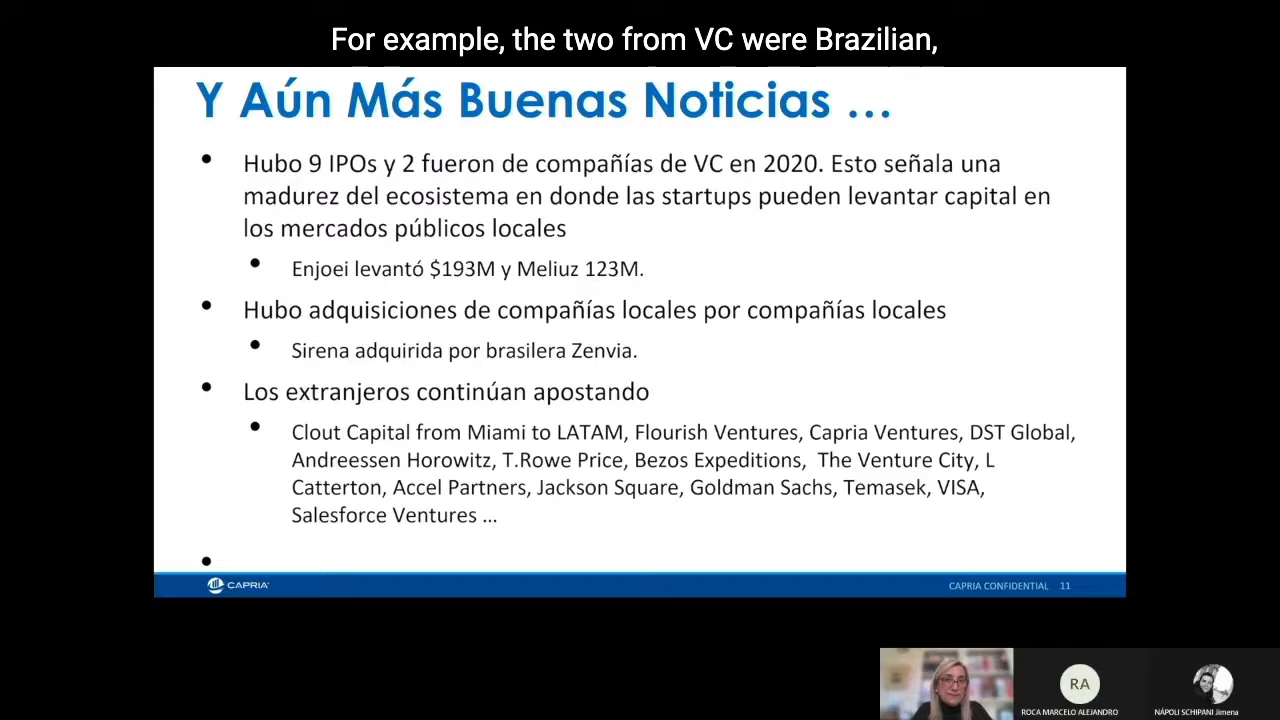 For example, the two from VC were Brazilian,
Y Aún Más Buenas Noticias ...
• Hubo 9 IPOs y 2 fueron de compañías de VC en 2020. Esto señala una
madurez del ecosistema en donde las startups pueden levantar capital en
los mercados públicos locales
• Enjoei levantó $193M y Meliuz 123M.
• Hubo adquisiciones de compañías locales por compañías locales
• Sirena adquirida por brasilera Zenvia.
• Los extranjeros continúan apostando
• Clout Capital from Miami to LATAM, Flourish Ventures, Capria Ventures, DST Global,
Andreessen Horowitz, T.Rowe Price, Bezos Expeditions, The Venture City, L
Catterton, Accel Partners, Jackson Square, Goldman Sachs, Temasek, VISA,
Salesforce Ventures ...
•
CAPRIA
CAPRIA CONFIDENTIAL 11
RA
ROCA MARCELO ALEJANDRO
NÁPOLI SCHIPANI Jimena